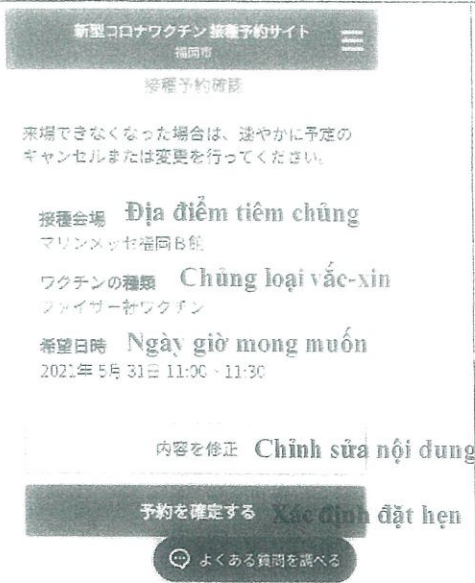 新型コロナワクチン 接種予約サイト
福岡市
接種予約確認
来場できなくなった場合は、速やかに予定の
キャンセルまたは変更を行ってください。
接種会場 Địa điểm tiêm chủng
マリンメッセ福岡B館
ワクチンの種類 Chủng loại vắc-xin
ファイザー社ワクチン
希望日時 Ngày giờ mong muốn
2021年 5月 31日 11:00 - 11:30
内容を修正 Chỉnh sửa nội dung
予約を確定する Xác định đặt hẹn
よくある質問を調べる